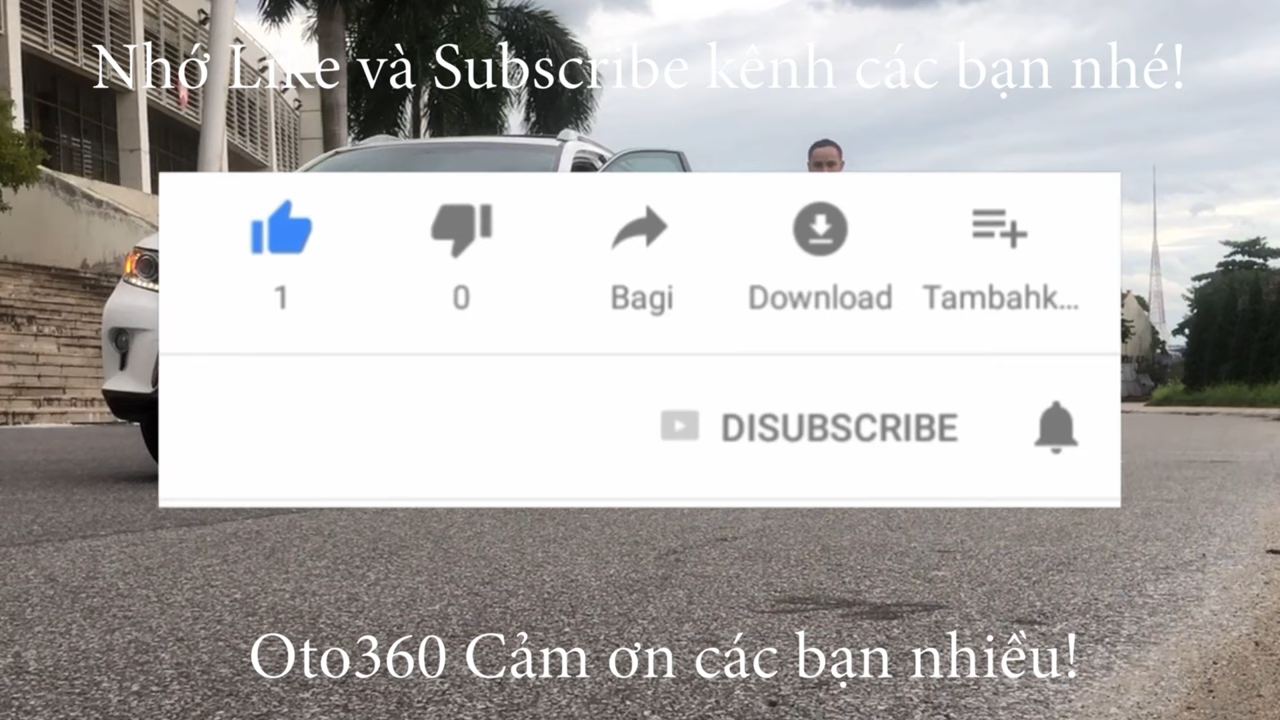 Nhớ Like và Subscribe kênh các bạn nhé!
1 0 Bagi Download Tambahk...
DISUBSCRIBE
Oto360 Cảm ơn các bạn nhiều!